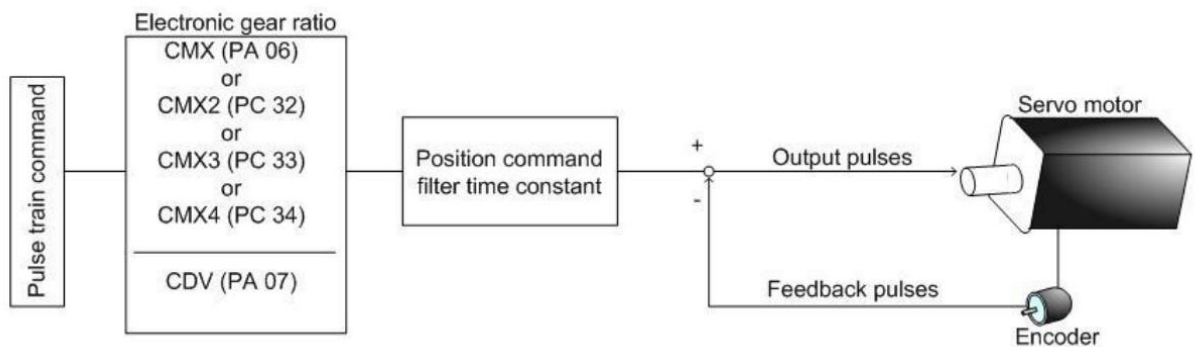 Electronic gear ratio
Pulse train command
CMX (PA 06)
or
CMX2 (PC 32)
or
CMX3 (PC 33)
or
CMX4 (PC 34)
CDV (PA 07)
Position command
filter time constant
+
-
Output pulses
Servo motor
Feedback pulses
Encoder